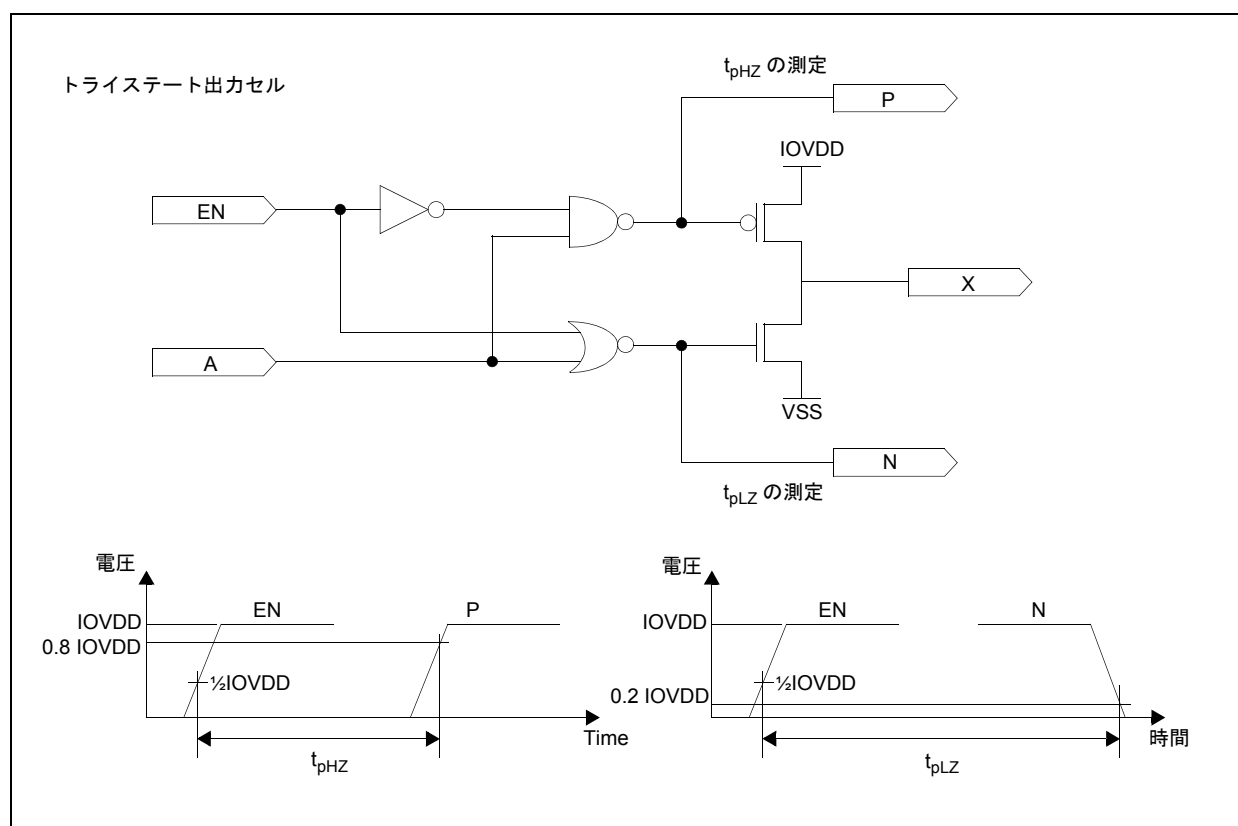 トライステート出力セル
tpHZ の測定
P
IOVDD
EN
X
A
VSS
N
tpLZ の測定
電圧
IOVDD
0.8 IOVDD
EN
P
½IOVDD
Time
tpHZ
電圧
IOVDD
EN
N
½IOVDD
0.2 IOVDD
時間
tpLZ